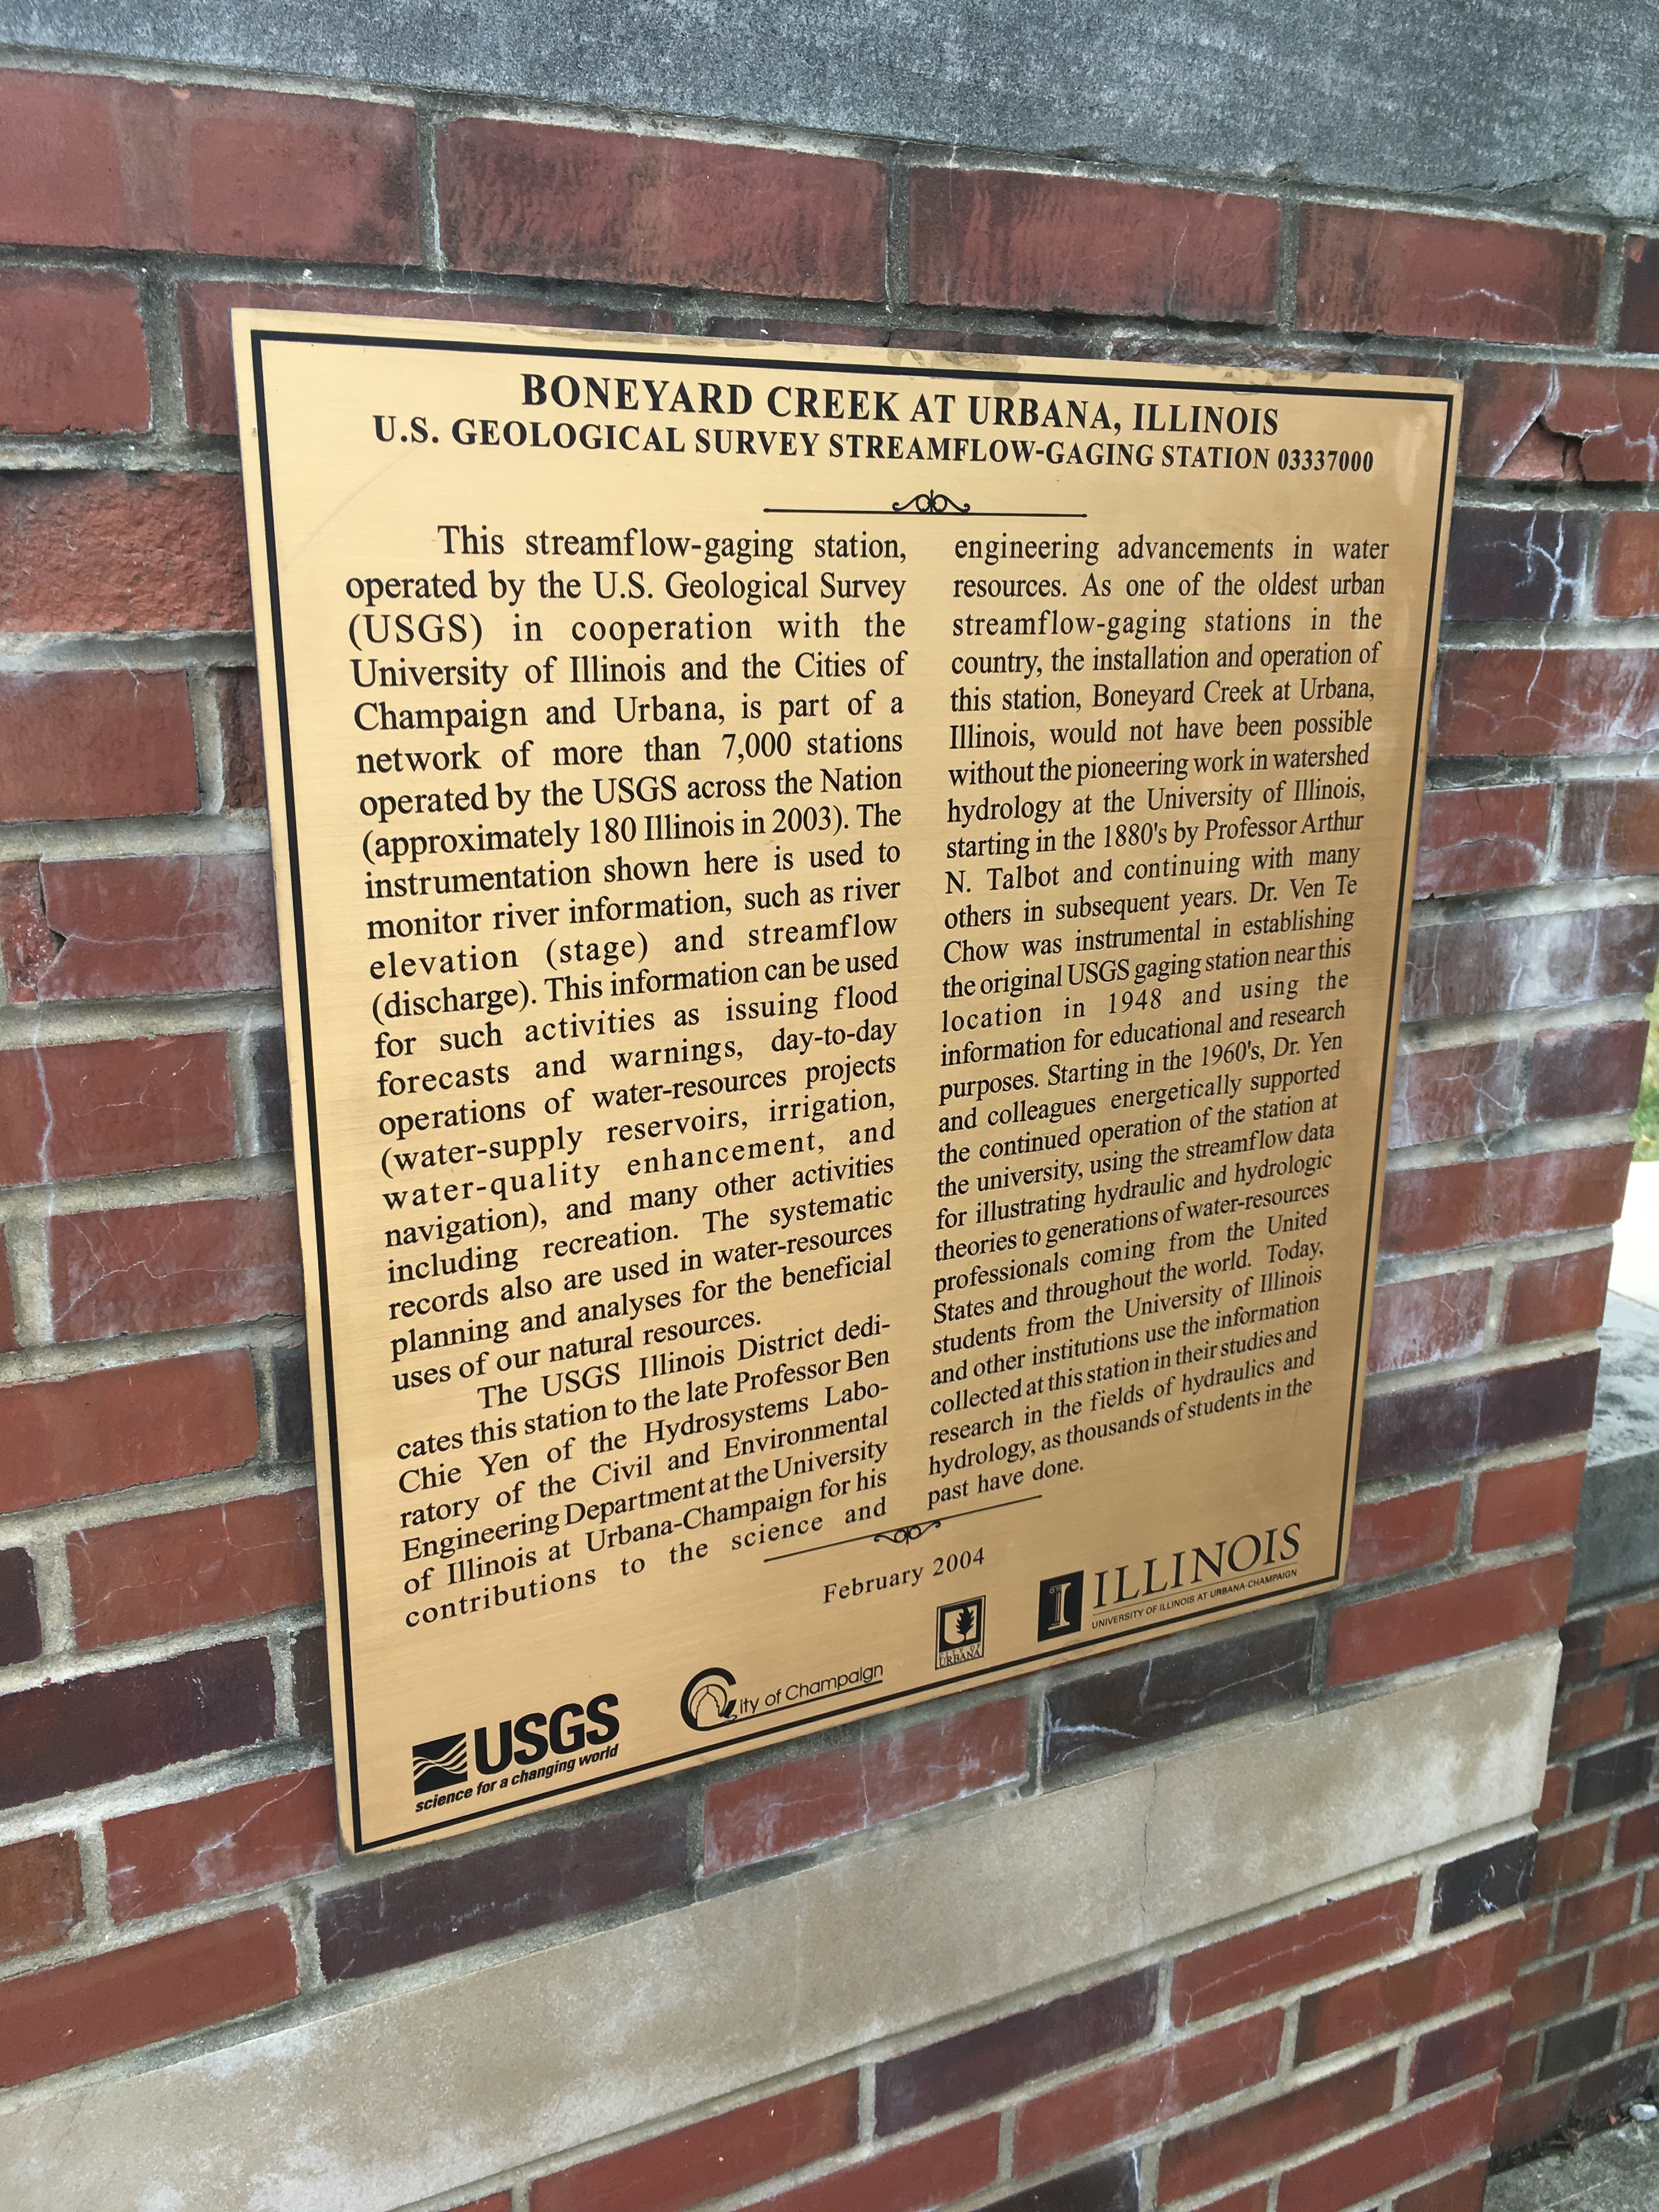 BONEYARD CREEK AT URBANA, ILLINOIS
U.S. GEOLOGICAL SURVEY STREAMFLOW-GAGING STATION 03337000
This streamflow-gaging station,
operated by the U.S. Geological Survey
(USGS) in cooperation with the
University of Illinois and the Cities of
Champaign and Urbana, is part of a
network of more than 7,000 stations
operated by the USGS across the Nation
(approximately 180 Illinois in 2003). The
instrumentation shown here is used to
monitor river information, such as river
elevation (stage) and streamflow
(discharge). This information can be used
for such activities as issuing flood
forecasts and warnings, day-to-day
operations of water-resources projects
(water-supply reservoirs, irrigation,
water-quality enhancement, and
navigation), and many other activities
including recreation. The systematic
records also are used in water-resources
planning and analyses for the beneficial
uses of our natural resources.
The USGS Illinois District dedi-
cates this station to the late Professor Ben
Chie Yen of the Hydrosystems Labo-
ratory of the Civil and Environmental
Engineering Department at the University
of Illinois at Urbana-Champaign for his
contributions to the science and
engineering advancements in water
resources. As one of the oldest urban
streamflow-gaging stations in the
country, the installation and operation of
this station, Boneyard Creek at Urbana,
Illinois, would not have been possible
without the pioneering work in watershed
hydrology at the University of Illinois,
starting in the 1880's by Professor Arthur
N. Talbot and continuing with many
others in subsequent years. Dr. Ven Te
Chow was instrumental in establishing
the original USGS gaging station near this
location in 1948 and using the
information for educational and research
purposes. Starting in the 1960's, Dr. Yen
and colleagues energetically supported
the continued operation of the station at
the university, using the streamflow data
for illustrating hydraulic and hydrologic
theories to generations of water-resources
professionals coming from the United
States and throughout the world. Today,
students from the University of Illinois
and other institutions use the information
collected at this station in their studies and
research in the fields of hydraulics and
hydrology, as thousands of students in the
past have done.
February 2004
USGS
science for a changing world
City of Champaign
CITY OF
URBANA
I ILLINOIS
UNIVERSITY OF ILLINOIS AT URBANA-CHAMPAIGN